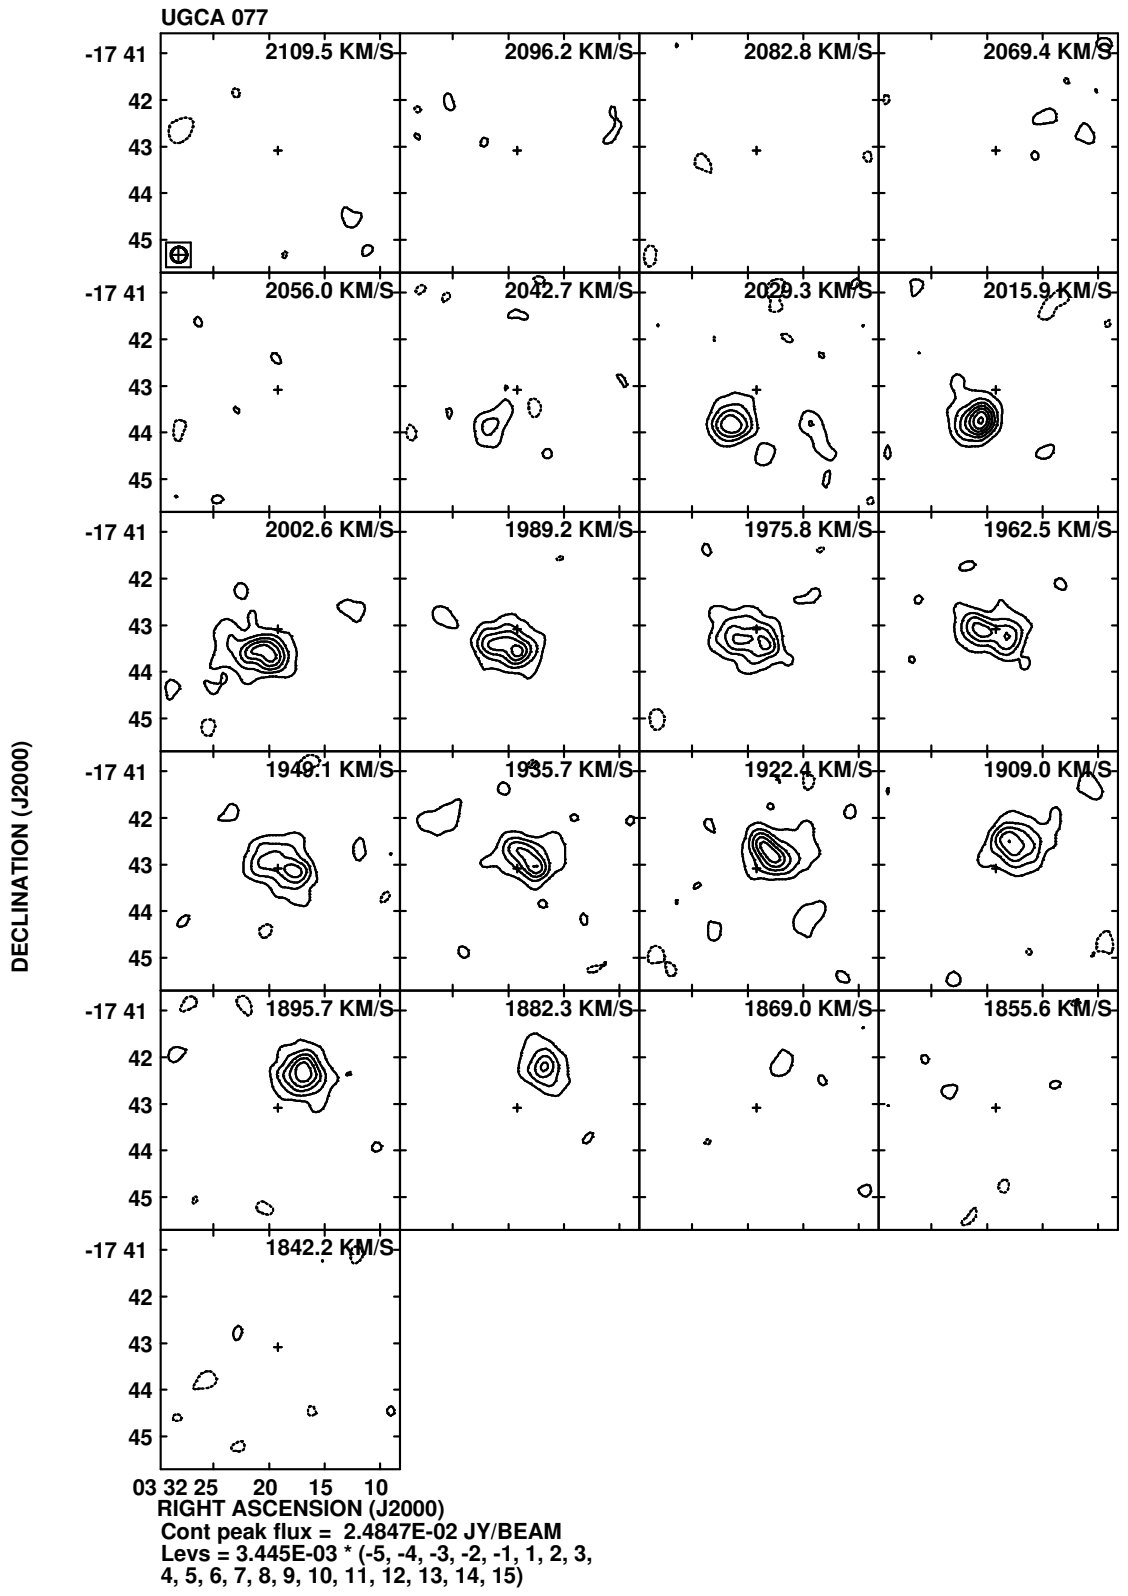 UGCA 077
-17 41 2109.5 KM/S 2096.2 KM/S 2082.8 KM/S 2069.4 KM/S
42
43
44
45
-17 41 2056.0 KM/S 2042.7 KM/S 2029.3 KM/S 2015.9 KM/S
42
43
44
45
-17 41 2002.6 KM/S 1989.2 KM/S 1975.8 KM/S 1962.5 KM/S
42
43
44
45
DECLINATION (J2000)
-17 41 1949.1 KM/S 1935.7 KM/S 1922.4 KM/S 1909.0 KM/S
42
43
44
45
-17 41 1895.7 KM/S 1882.3 KM/S 1869.0 KM/S 1855.6 KM/S
42
43
44
45
-17 41 1842.2 KM/S
42
43
44
45
03 32 25 20 15 10
RIGHT ASCENSION (J2000)
Cont peak flux = 2.4847E-02 JY/BEAM
Levs = 3.445E-03 * (-5, -4, -3, -2, -1, 1, 2, 3,
4, 5, 6, 7, 8, 9, 10, 11, 12, 13, 14, 15)